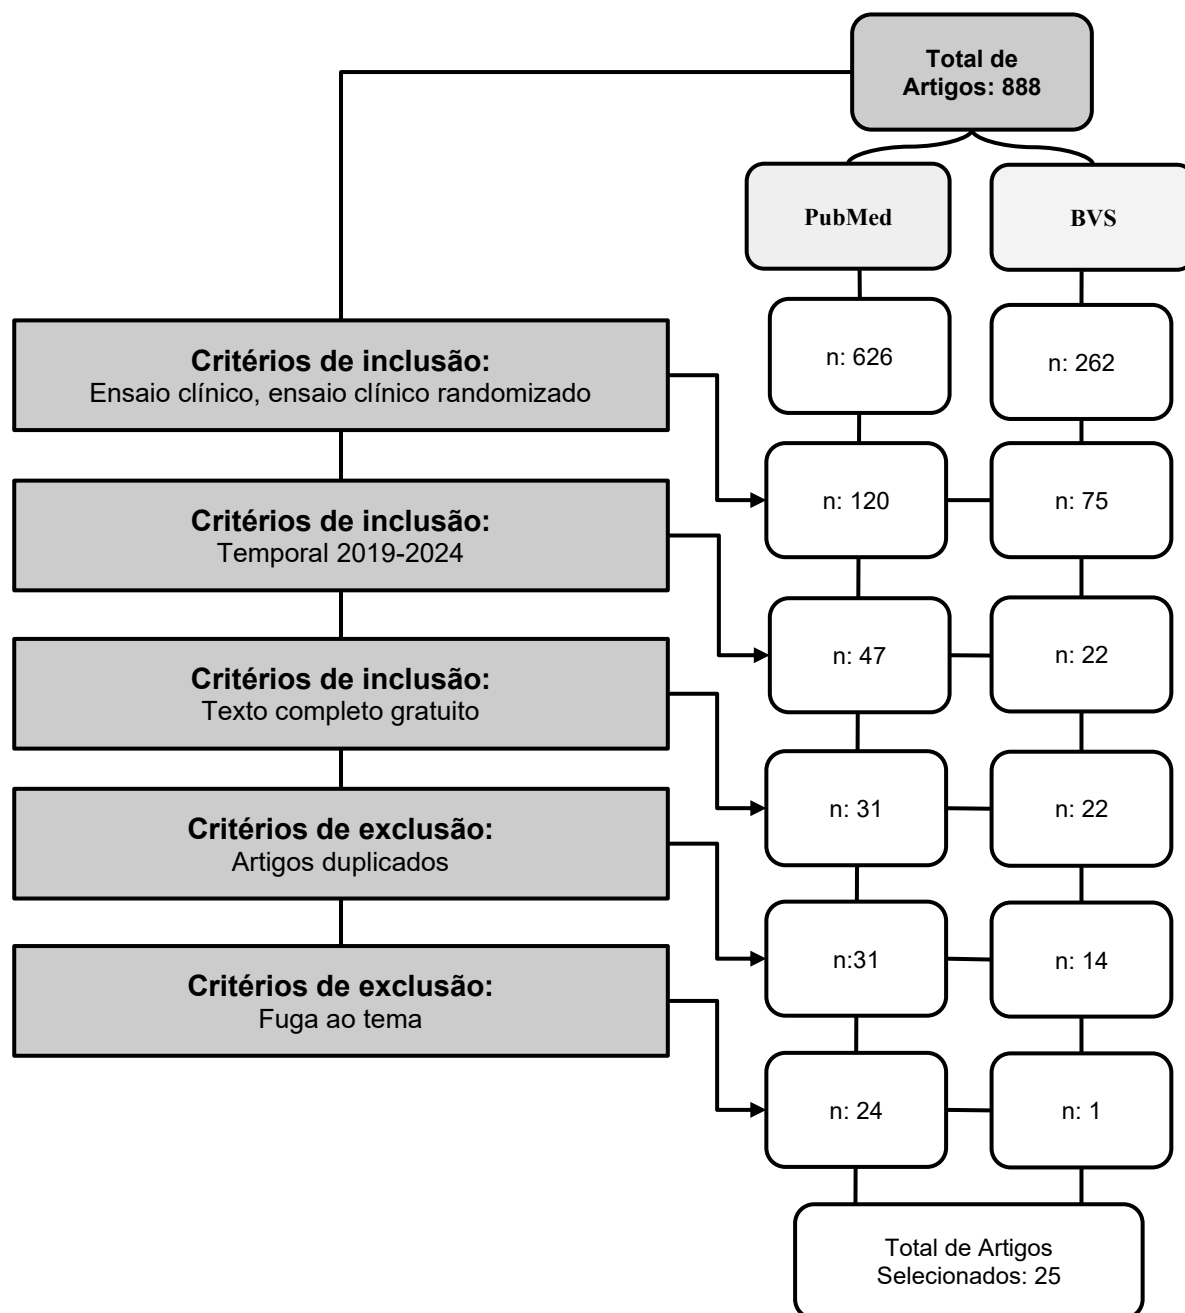 Total de
Artigos: 888
PubMed
BVS
n: 626
n: 262
Critérios de inclusão:
Ensaio clínico, ensaio clínico randomizado
n: 120
n: 75
Critérios de inclusão:
Temporal 2019-2024
n: 47
n: 22
Critérios de inclusão:
Texto completo gratuito
n: 31
n: 22
Critérios de exclusão:
Artigos duplicados
n:31
n: 14
Critérios de exclusão:
Fuga ao tema
n: 24
n: 1
Total de Artigos
Selecionados: 25